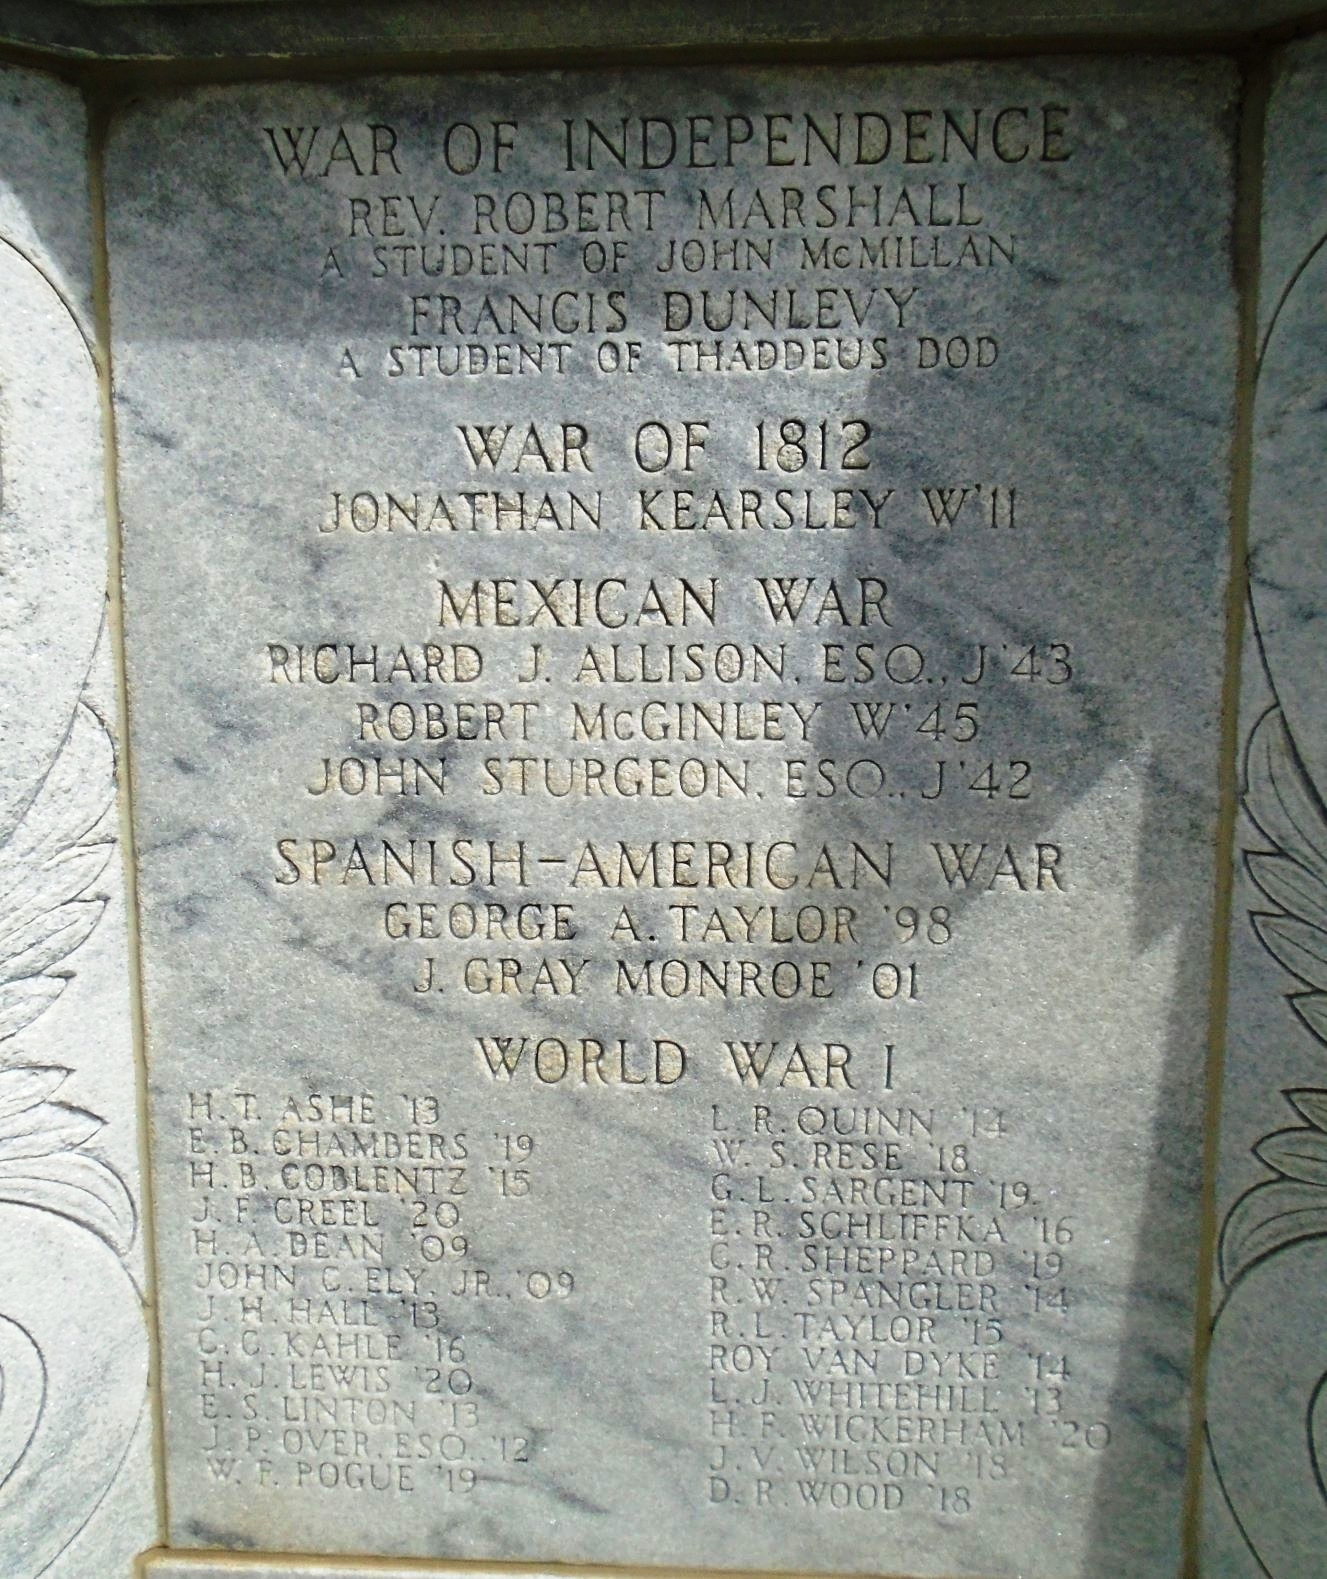 WAR OF INDEPENDENCE
REV. ROBERT MARSHALL
A STUDENT OF JOHN McMILLAN
FRANCIS DUNLEVY
A STUDENT OF THADDEUS DOD
WAR OF 1812
JONATHAN KEARSLEY W'11
MEXICAN WAR
RICHARD J. ALLISON, ESQ., J'43
ROBERT McGINLEY W'45
JOHN STURGEON, ESQ., J'42
SPANISH-AMERICAN WAR
GEORGE A. TAYLOR '98
J. GRAY MONROE '01
WORLD WAR I
H. T. ASHE '13
E. B. CHAMBERS '19
H. B. COBLENTZ '15
J. F. CREEL '20
H. A. DEAN '09
JOHN C. ELY, JR., '09
J. H. HALL '13
C. C. KAHLE '16
H. J. LEWIS '20
E. S. LINTON '13
J. P. OVER, ESQ. '12
W. F. POGUE '19
L. R. QUINN '14
W. S. RESE '18
G. L. SARGENT '19
E. R. SCHLIFFKA '16
C. R. SHEPPARD '19
R. W. SPANGLER '14
R. L. TAYLOR '15
ROY VAN DYKE '14
L. J. WHITEHILL '13
H. F. WICKERHAM '20
J. V. WILSON '18
D. R. WOOD '18